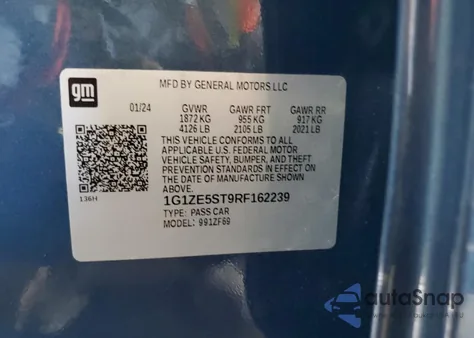 gm
MFD BY GENERAL MOTORS LLC
01/24 GVWR GAWR FRT GAWR RR
1872 KG 955 KG 917 KG
4126 LB 2105 LB 2021 LB
THIS VEHICLE CONFORMS TO ALL
APPLICABLE U.S. FEDERAL MOTOR
VEHICLE SAFETY, BUMPER, AND THEFT
PREVENTION STANDARDS IN EFFECT ON
THE DATE OF MANUFACTURE SHOWN
ABOVE.
136H
1G1ZE5ST9RF162239
TYPE: PASS CAR
MODEL: 991ZF69
autoSnap